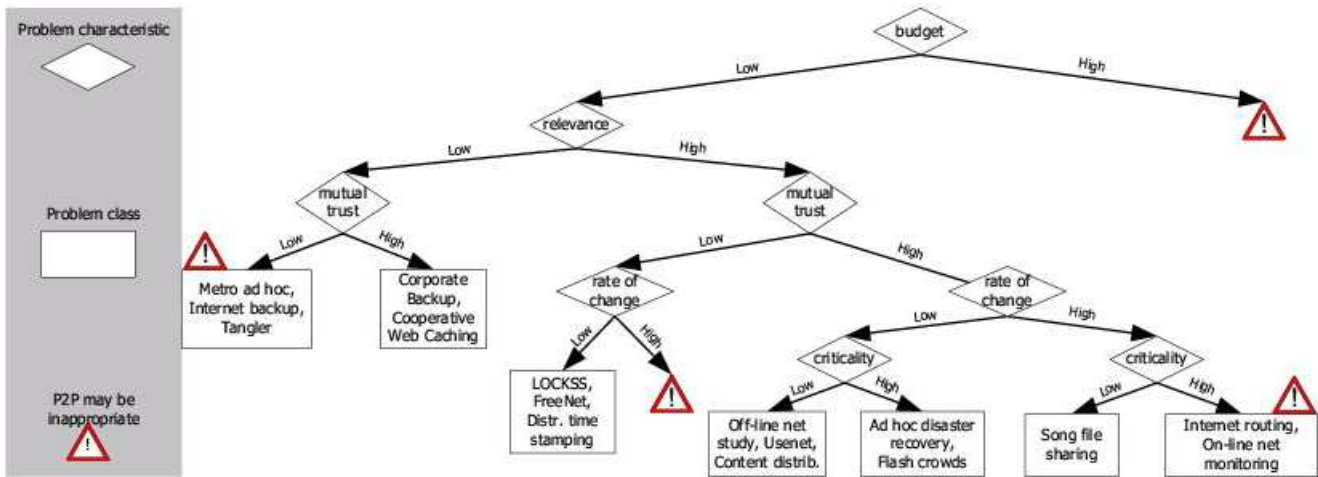 Problem characteristic
Problem class
P2P may be
inappropriate
!
budget
Low
High
!
relevance
Low
High
mutual
trust
Low
High
!
Metro ad hoc,
Internet backup,
Tangler
Corporate
Backup,
Cooperative
Web Caching
mutual
trust
Low
High
rate of
change
Low
High
LOCKSS,
FreeNet,
Distr. time
stamping
!
rate of
change
Low
High
criticality
Low
High
Off-line net
study, Usenet,
Content distrib.
Ad hoc disaster
recovery,
Flash crowds
criticality
Low
High
Song file
sharing
!
Internet routing,
On-line net
monitoring